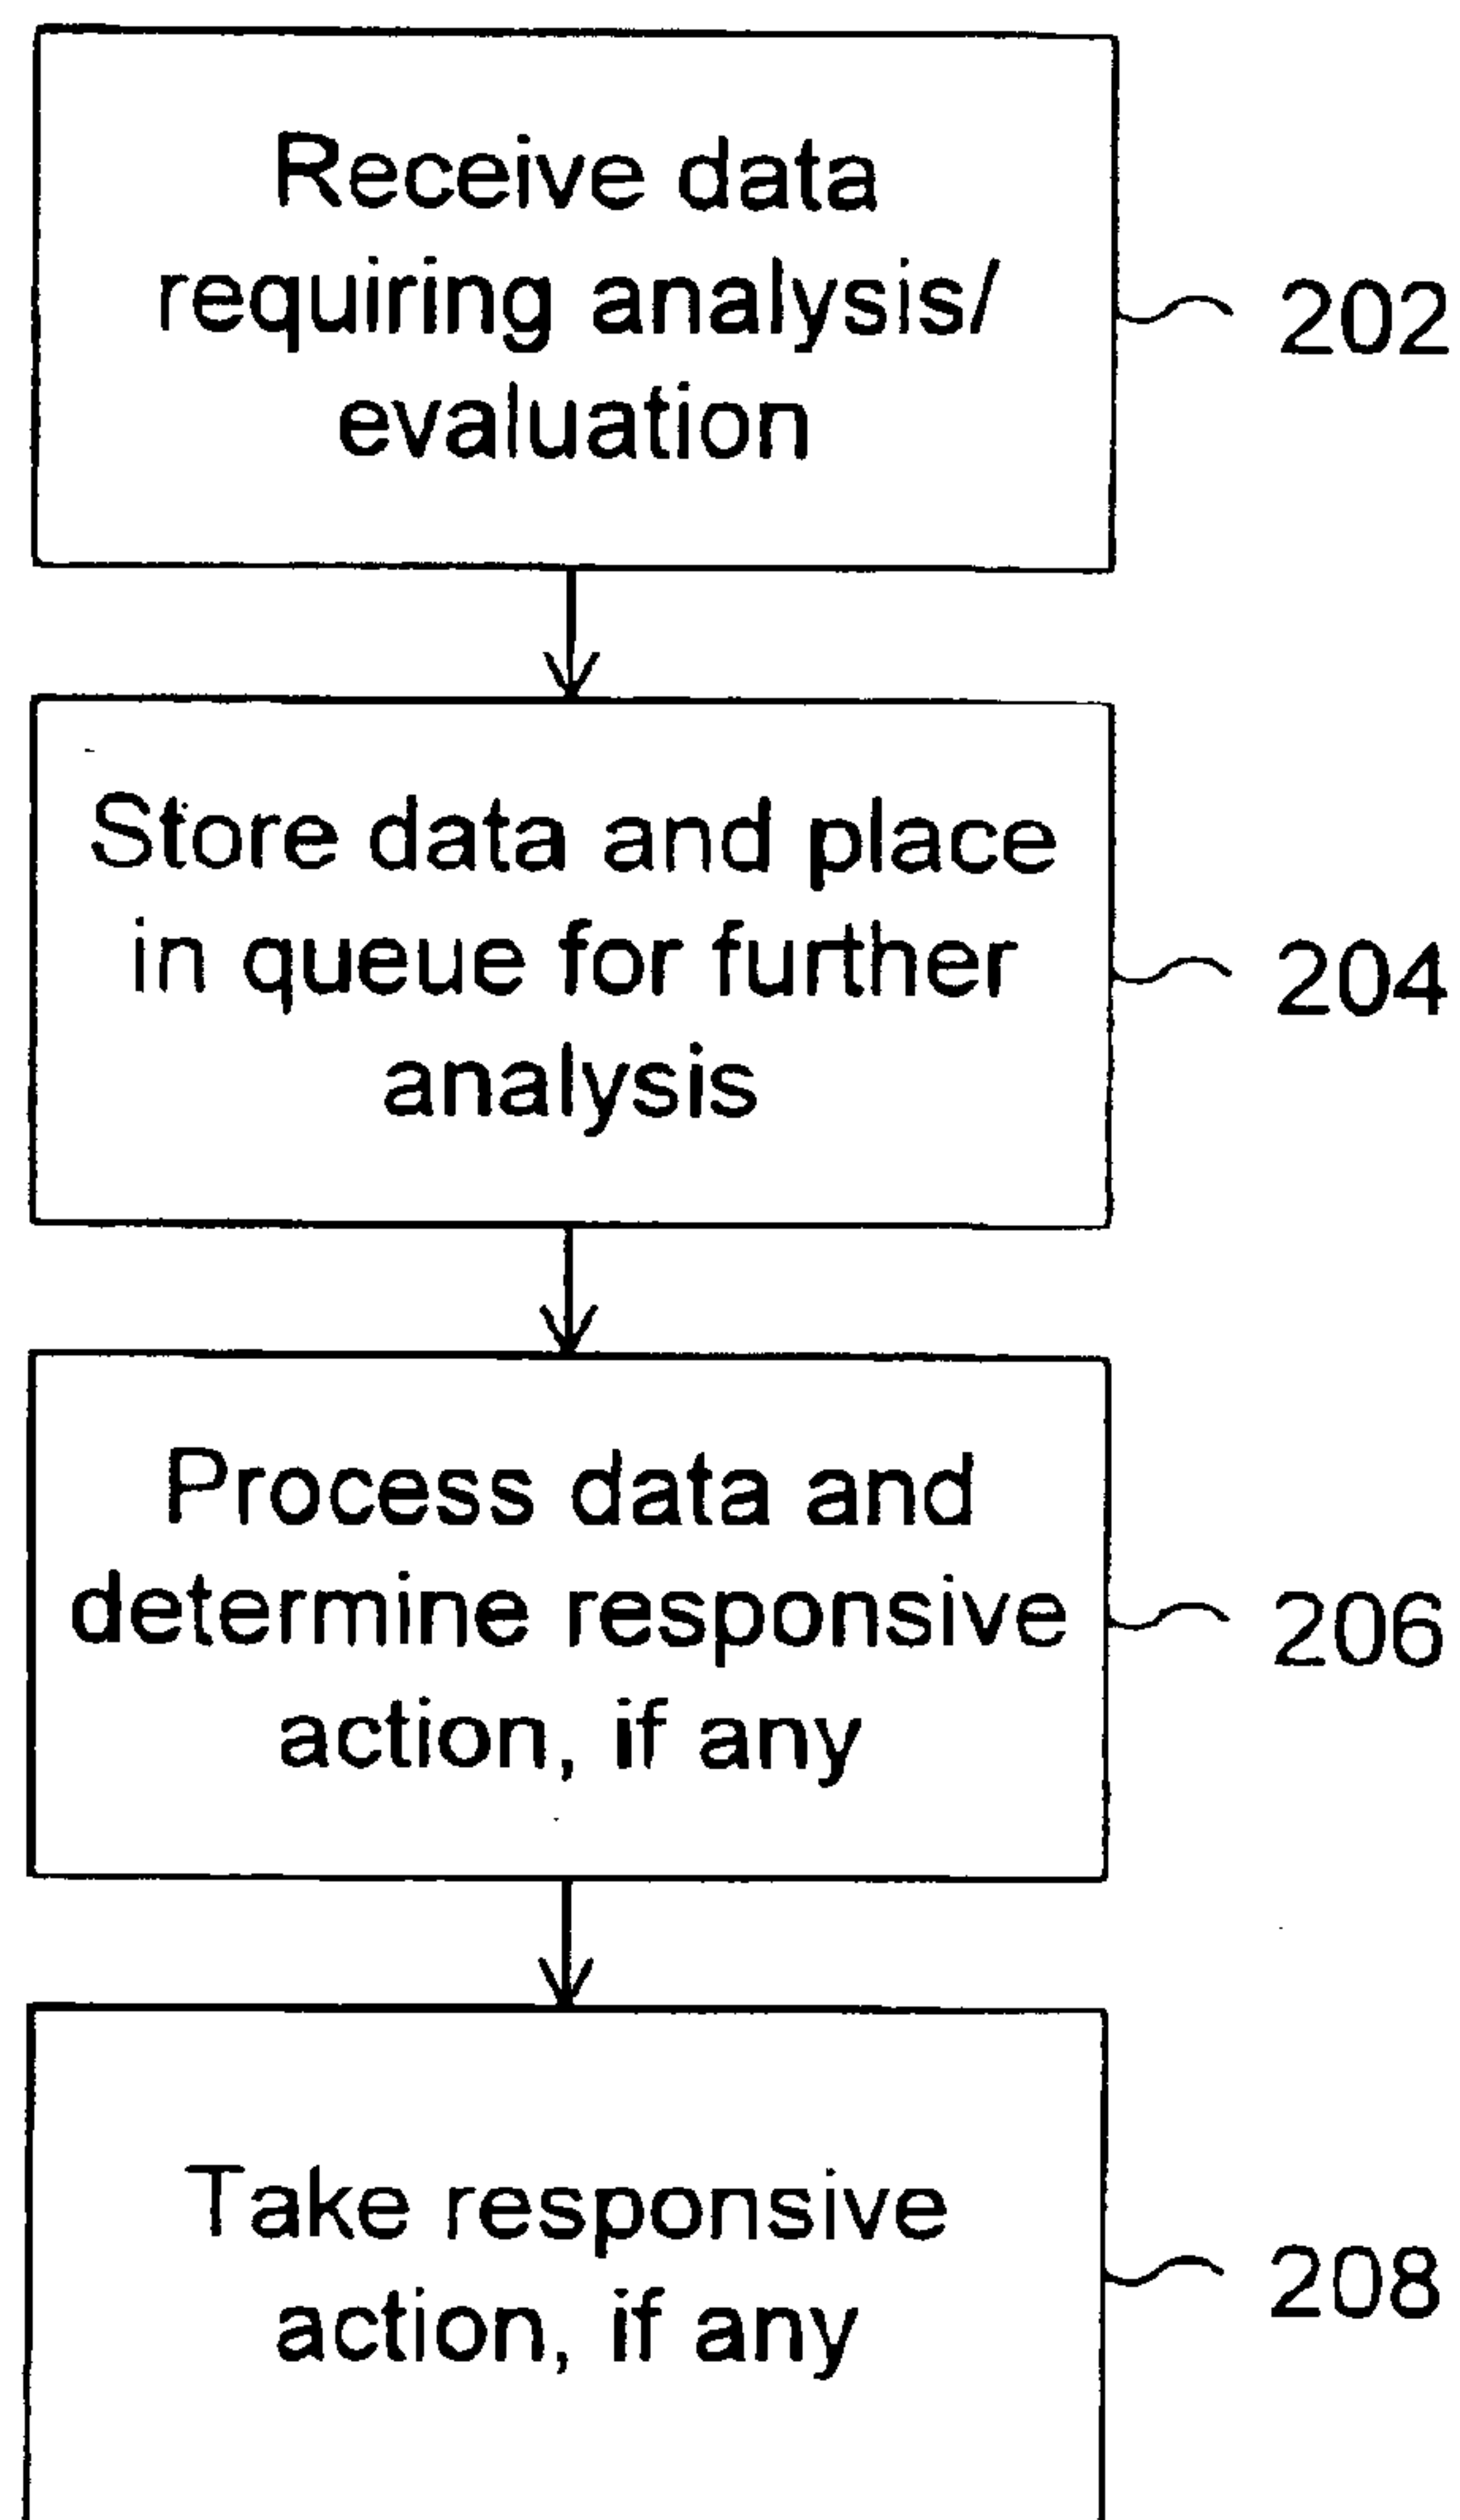 Receive data
requiring analysis/
evaluation
202
Store data and place
in queue for further
analysis
204
Process data and
determine responsive
action, if any
206
Take responsive
action, if any
208